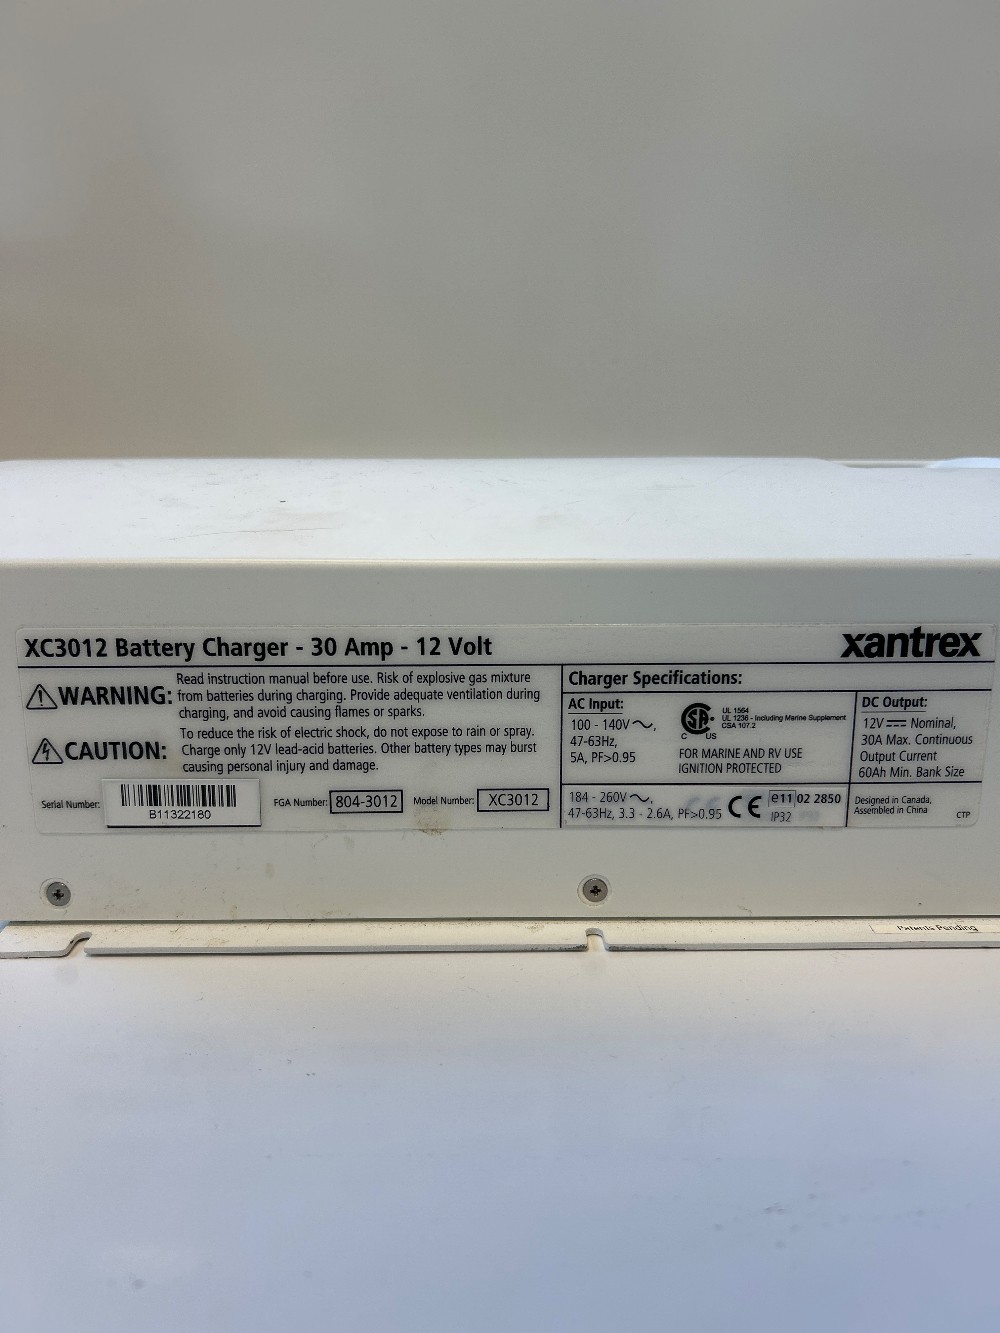 XC3012 Battery Charger - 30 Amp - 12 Volt
xantrex
WARNING:
Read instruction manual before use. Risk of explosive gas mixture
from batteries during charging. Provide adequate ventilation during
charging, and avoid causing flames or sparks.
CAUTION:
To reduce the risk of electric shock, do not expose to rain or spray.
Charge only 12V lead-acid batteries. Other battery types may burst
causing personal injury and damage.
Serial Number:
B11322180
FGA Number: 804-3012
Model Number: XC3012
Charger Specifications:
AC Input:
100 - 140V ~,
47-63Hz,
5A, PF>0.95
SA
C US
UL 1564
UL 1236 - Including Marine Supplement
CSA 107.2
FOR MARINE AND RV USE
IGNITION PROTECTED
DC Output:
12V ⎓ Nominal,
30A Max. Continuous
Output Current
60Ah Min. Bank Size
184 - 260V ~,
47-63Hz, 3.3 - 2.6A, PF>0.95
CE
e11 02 2850
IP32
Designed in Canada,
Assembled in China
CTP
Patents Pending